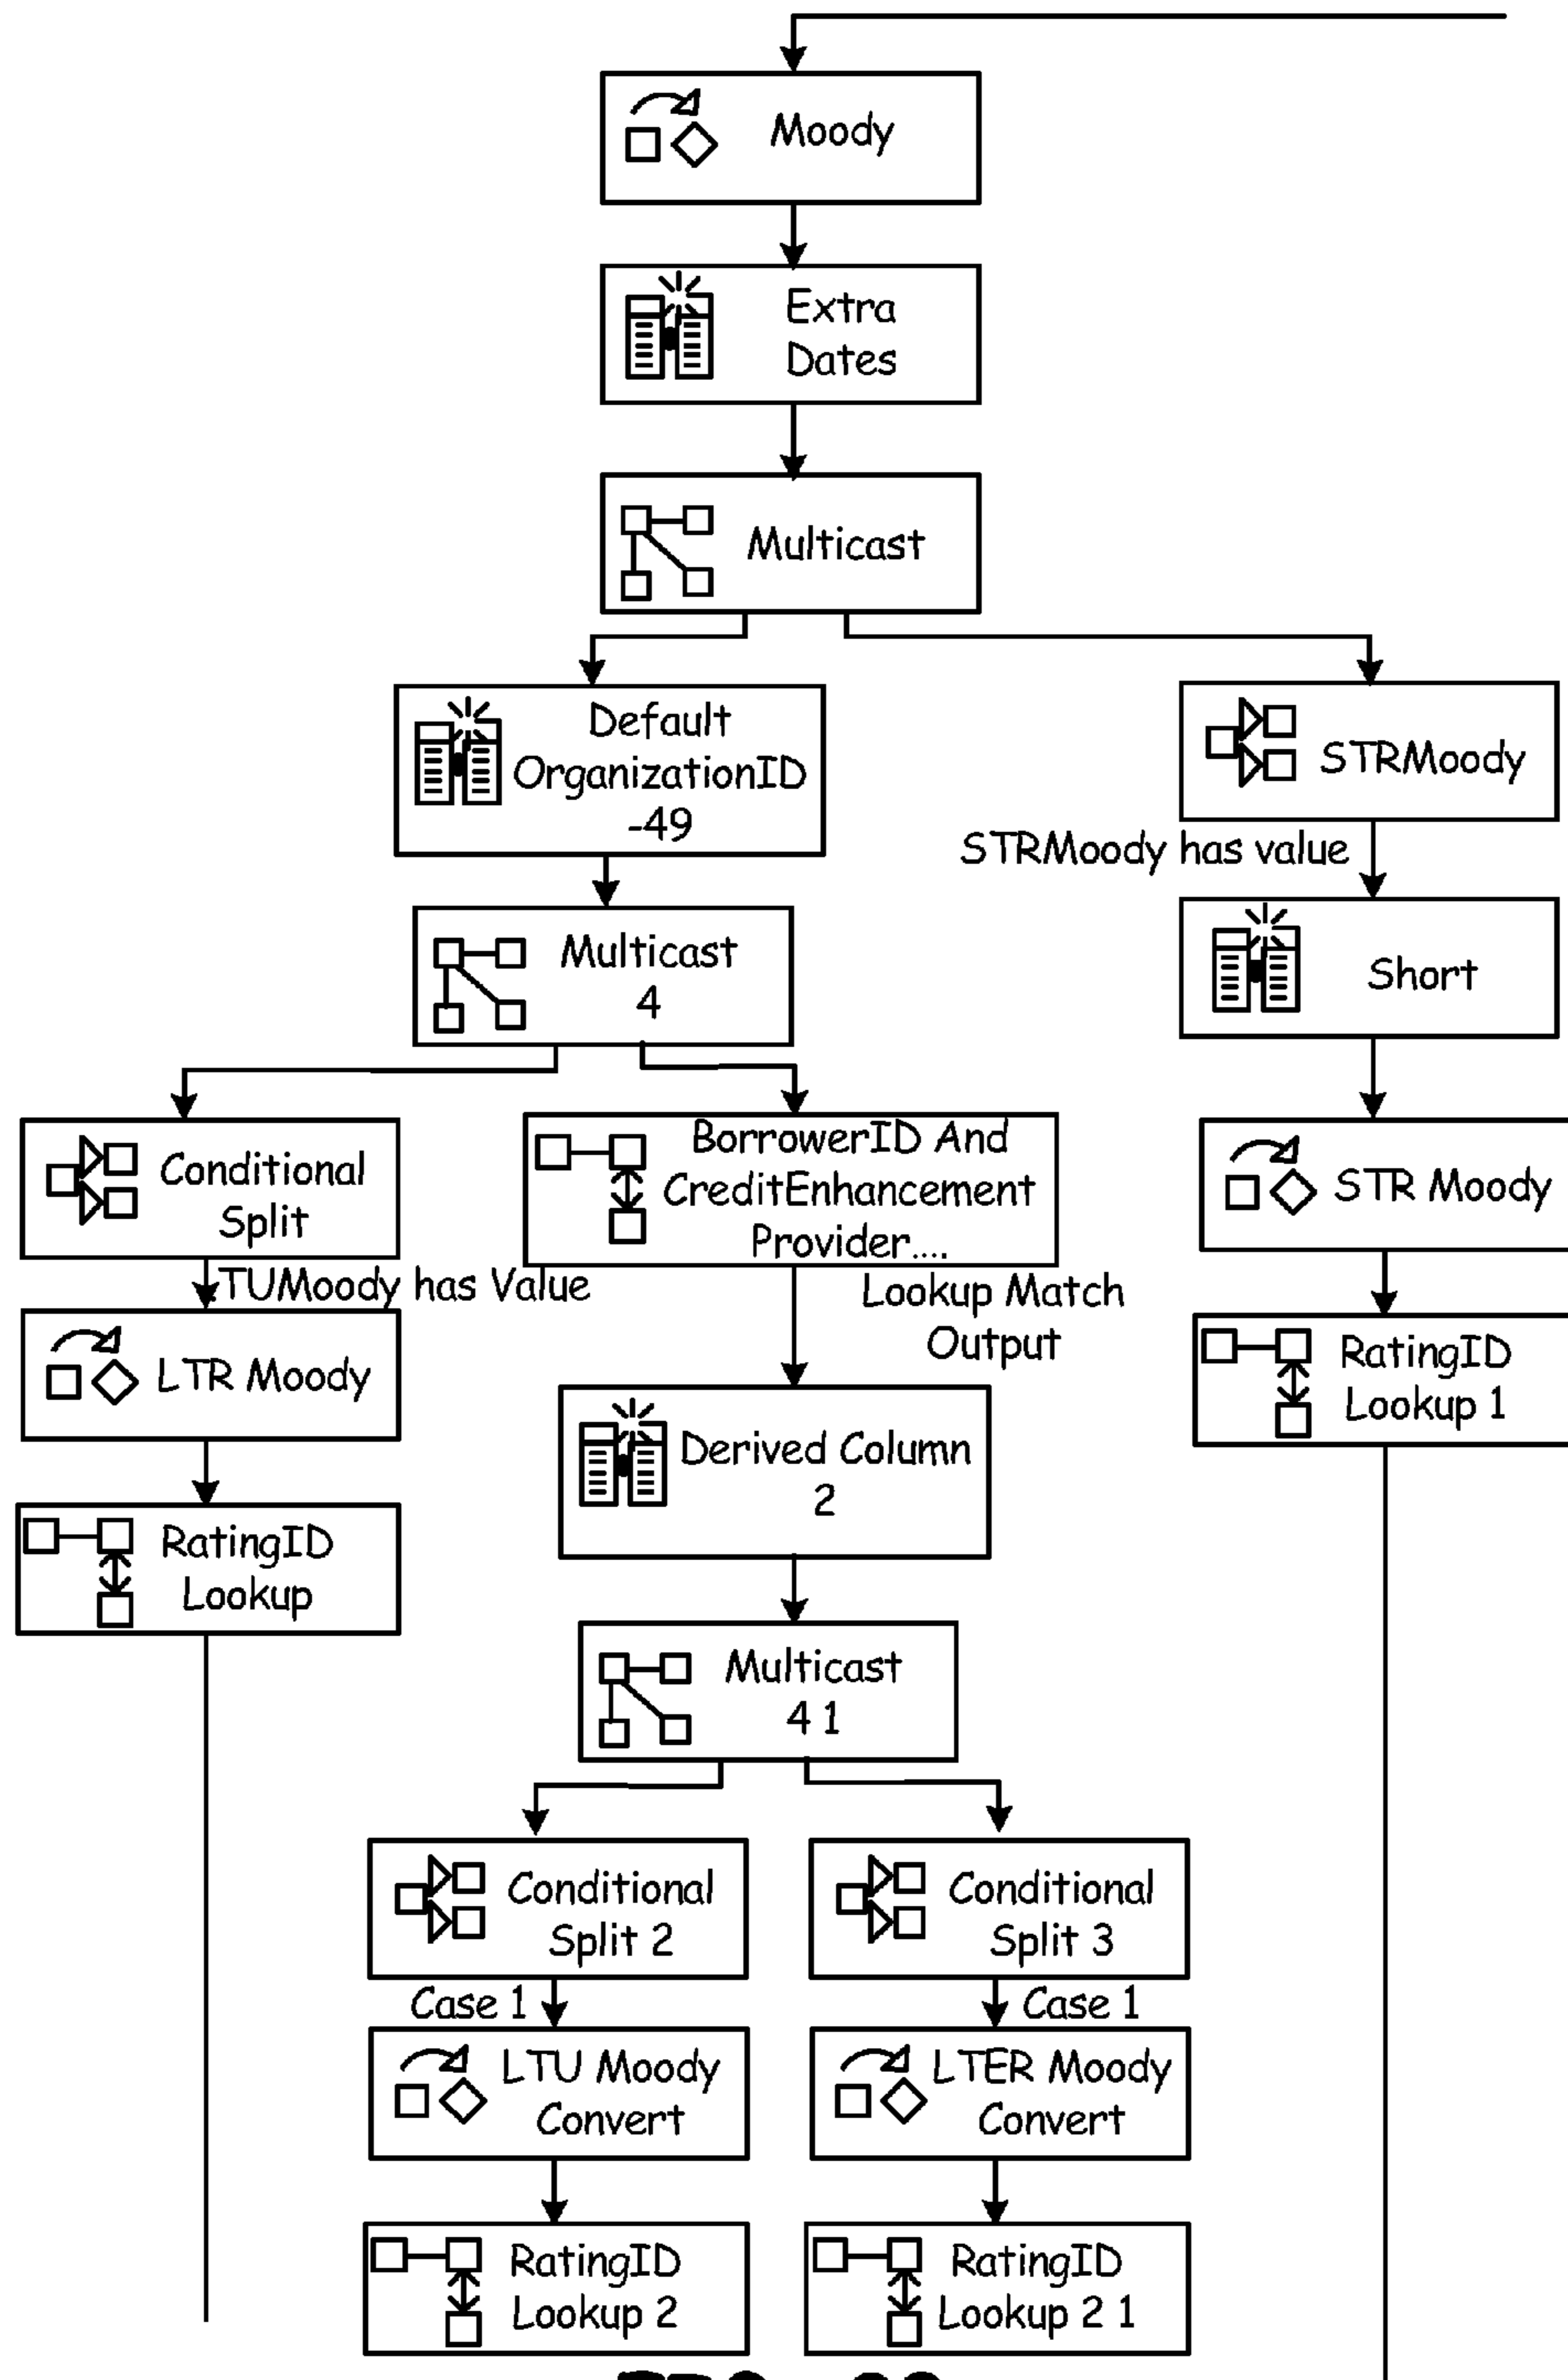 Moody
Extra
Dates
Multicast
Default
OrganizationID
-49
STRMoody
STRMoody has value
Multicast
4
Short
Conditional
Split
BorrowerID And
CreditEnhancement
Provider....
STR Moody
TUMoody has Value
Lookup Match
Output
LTR Moody
RatingID
Lookup 1
Derived Column
2
RatingID
Lookup
Multicast
4 1
Conditional
Split 2
Conditional
Split 3
Case 1
Case 1
LTU Moody
Convert
LTER Moody
Convert
RatingID
Lookup 2
RatingID
Lookup 2 1